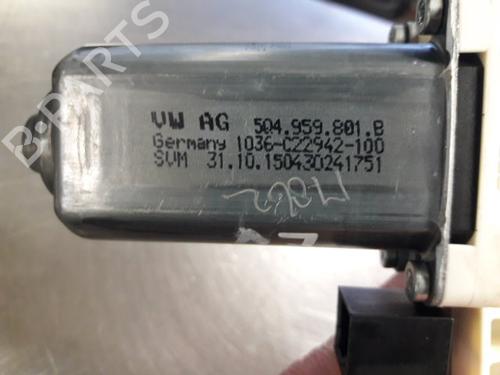 B-PARTS
VW AG 5Q4.959.801.B
Germany 1036-C22942-100
SVM 31.10.150430241751